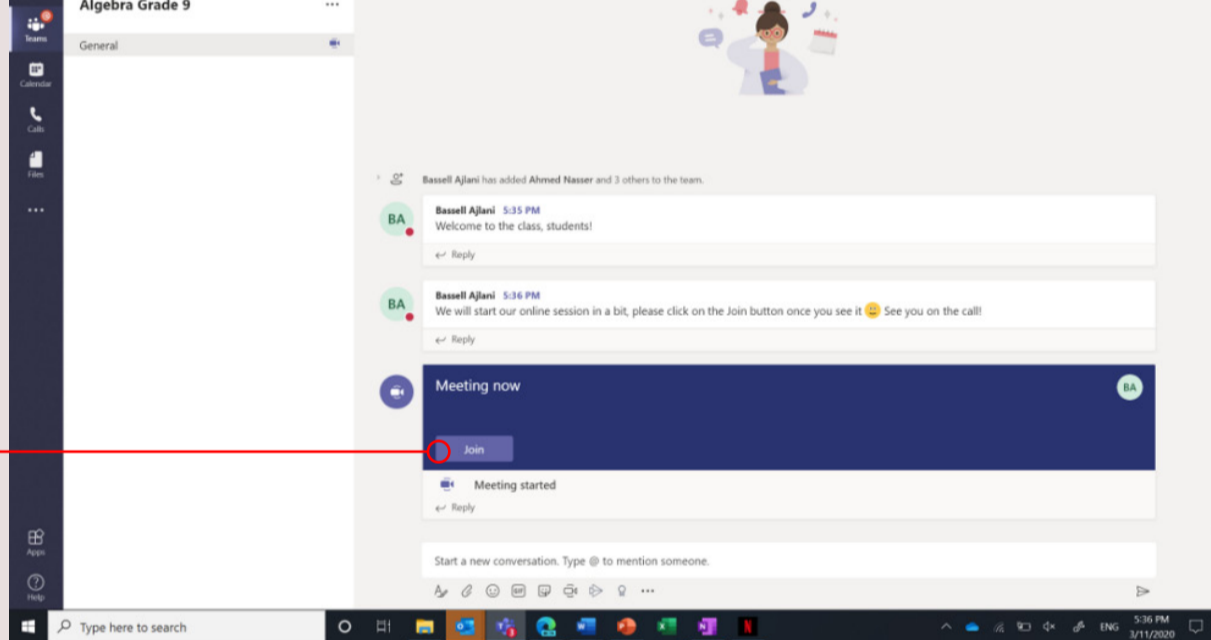 Algebra Grade 9
...
Teams
General
Calendar
Calls
Files
...
Bassell Ajlani has added Ahmed Nasser and 3 others to the team.
BA
Bassell Ajlani 5:35 PM
Welcome to the class, students!
Reply
BA
Bassell Ajlani 5:36 PM
We will start our online session in a bit, please click on the Join button once you see it 🙂 See you on the call!
Reply
Meeting now
BA
Join
Meeting started
Reply
Apps
Start a new conversation. Type @ to mention someone.
Help
GIF
...
Type here to search
ENG
5:36 PM
3/11/2020